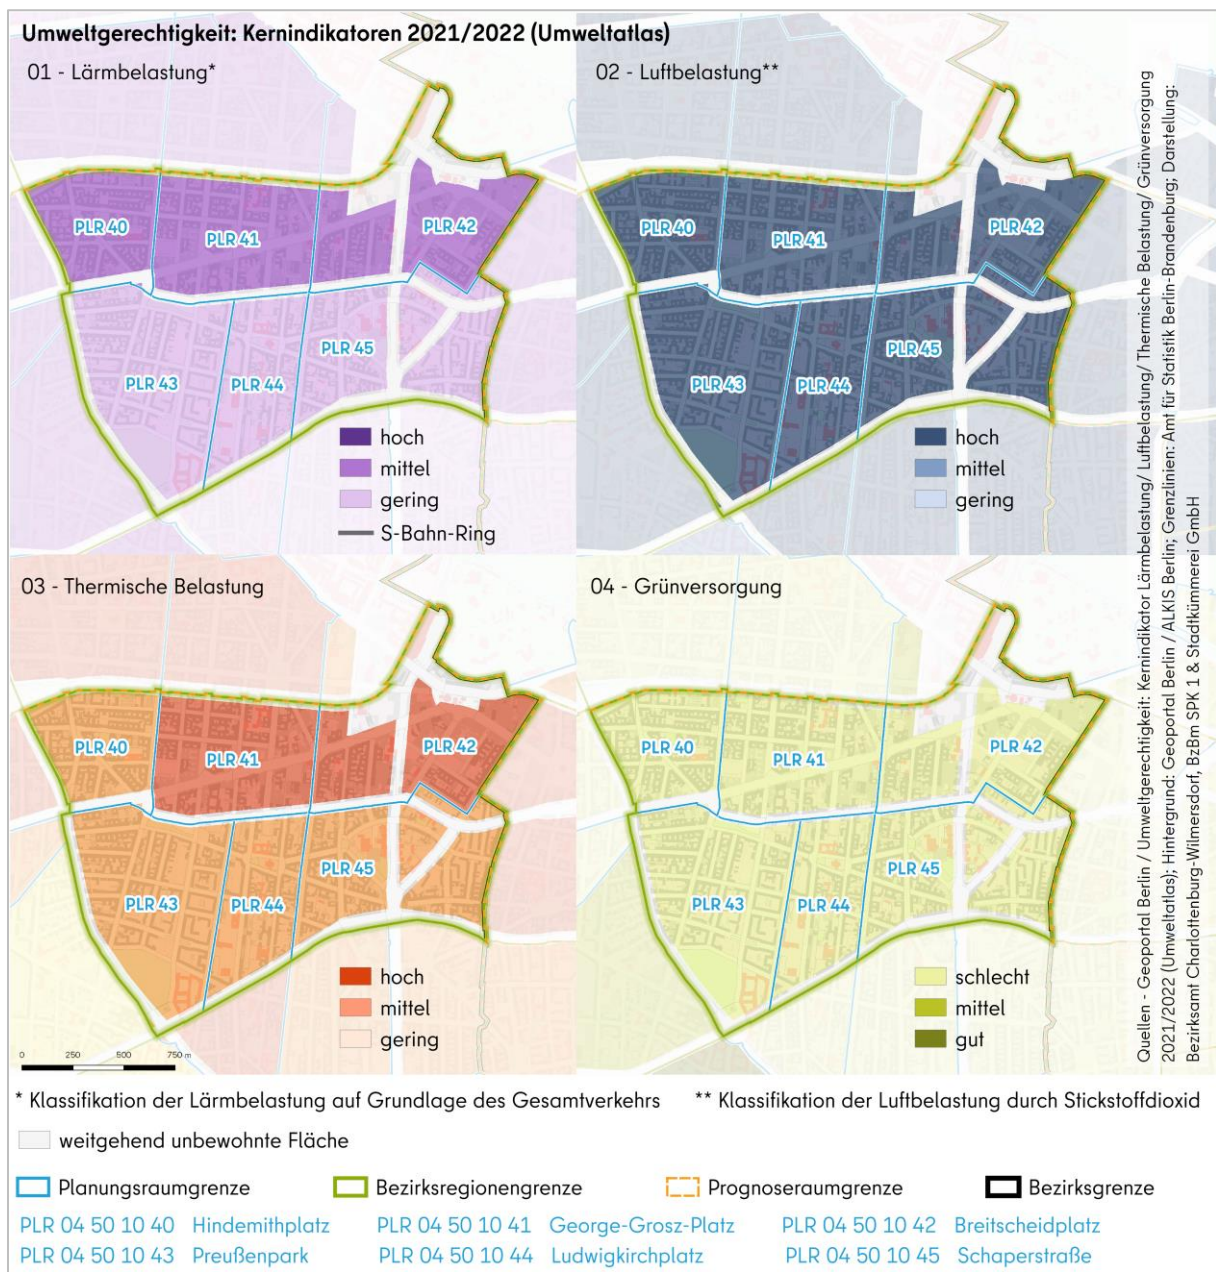 Umweltgerechtigkeit: Kernindikatoren 2021/2022 (Umweltatlas)
01 - Lärmbelastung*
PLR 40
PLR 41
PLR 42
PLR 43
PLR 44
PLR 45
hoch
mittel
gering
S-Bahn-Ring
02 - Luftbelastung**
PLR 40
PLR 41
PLR 42
PLR 43
PLR 44
PLR 45
hoch
mittel
gering
03 - Thermische Belastung
PLR 40
PLR 41
PLR 42
PLR 43
PLR 44
PLR 45
hoch
mittel
gering
0 250 500 750 m
04 - Grünversorgung
PLR 40
PLR 41
PLR 42
PLR 43
PLR 44
PLR 45
schlecht
mittel
gut
Quellen - Geoportal Berlin / Umweltgerechtigkeit: Kernindikator Lärmbelastung/ Luftbelastung/ Thermische Belastung/ Grünversorgung
2021/2022 (Umweltatlas); Hintergrund: Geoportal Berlin / ALKIS Berlin; Grenzlinien: Amt für Statistik Berlin-Brandenburg; Darstellung:
Bezirksamt Charlottenburg-Wilmersdorf, BzBm SPK 1 & Stadtkümmerei GmbH
* Klassifikation der Lärmbelastung auf Grundlage des Gesamtverkehrs ** Klassifikation der Luftbelastung durch Stickstoffdioxid
weitgehend unbewohnte Fläche
Planungsraumgrenze Bezirksregionengrenze Prognoseraumgrenze Bezirksgrenze
PLR 04 50 10 40 Hindemithplatz PLR 04 50 10 41 George-Grosz-Platz PLR 04 50 10 42 Breitscheidplatz
PLR 04 50 10 43 Preußenpark PLR 04 50 10 44 Ludwigkirchplatz PLR 04 50 10 45 Schaperstraße